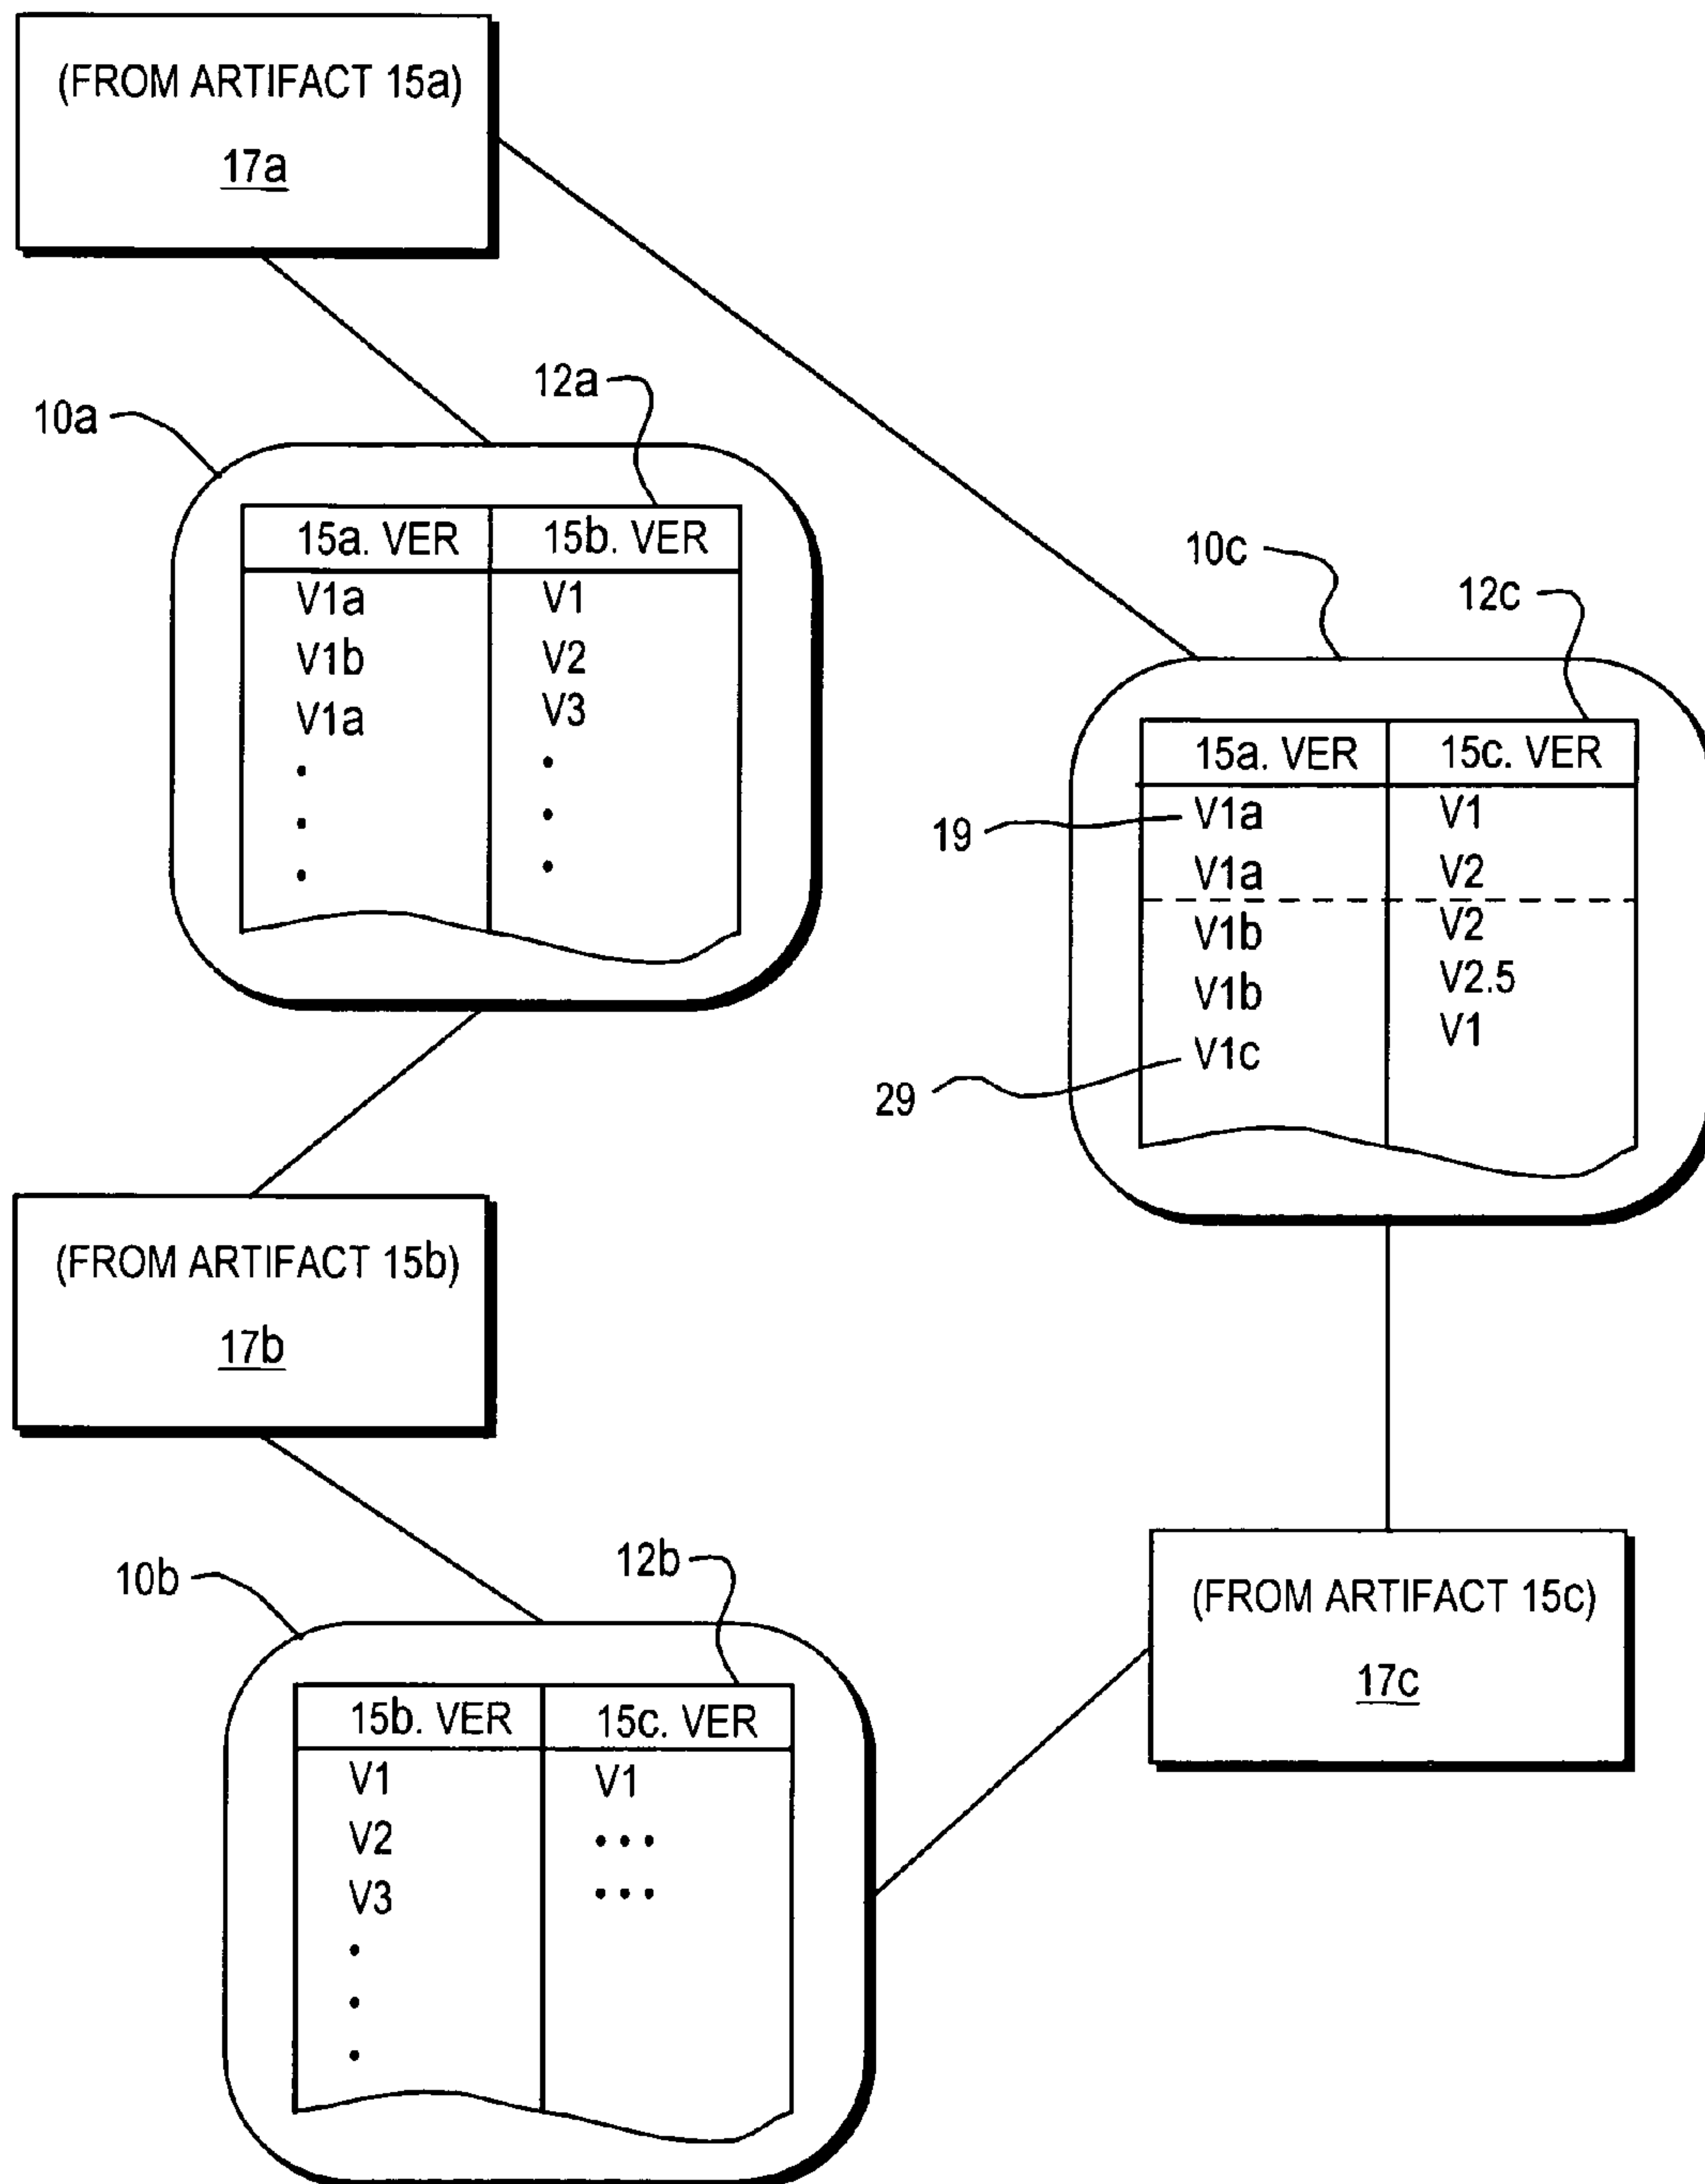 (FROM ARTIFACT 15a)
17a
10a
12a
15a. VER 15b. VER
V1a V1
V1b V2
V1a V3
• •
• •
• •
10c
12c
15a. VER 15c. VER
19
V1a V1
V1a V2
V1b V2
V1b V2.5
V1c V1
29
(FROM ARTIFACT 15b)
17b
10b
12b
15b. VER 15c. VER
V1 V1
V2 • • •
V3 • • •
•
•
•
(FROM ARTIFACT 15c)
17c